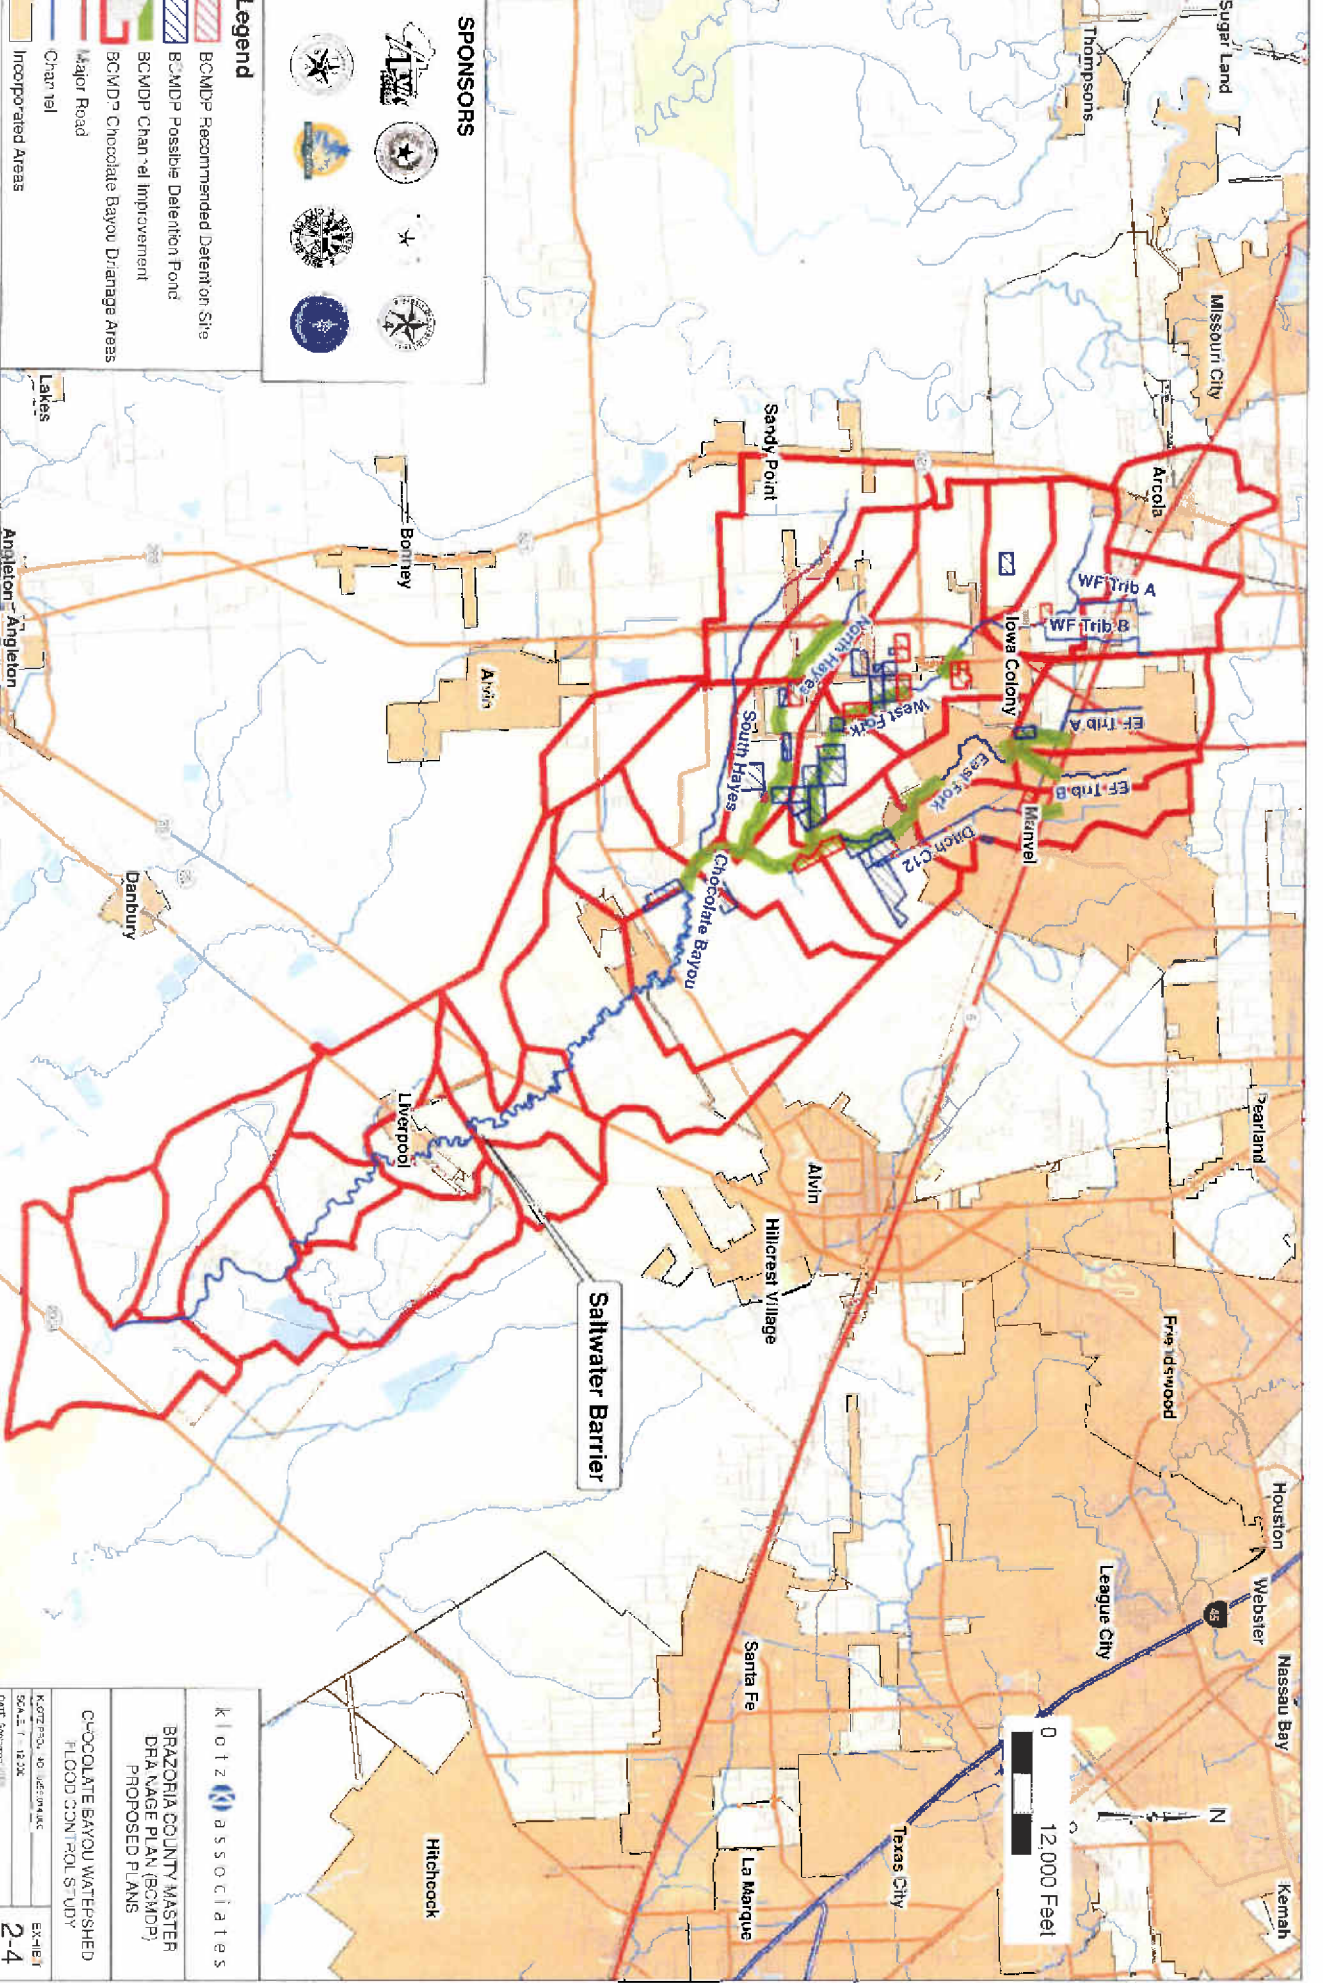 Sugar Land
Thompsons
Missouri City
Arcola
Sandy Point
WF Trib A
WF Trib B
Iowa Colony
EF Trib A
EF Trib B
Manvel
North Hayes
West Fork
East Fork
South Hayes
Ditch C12
Chocolate Bayou
6
Pearland
Alvin
Hillcrest Village
Friendswood
Houston
Webster
45
Nassau Bay
League City
Kemah
Santa Fe
La Marque
Texas City
Hitchcock
Saltwater Barrier
Liverpool
Danbury
Bonney
Alvin
Angleton
Angleton
Lakes
N
0
12,000 Feet
SPONSORS
Legend
BCMDP Recommended Detention Site
BCMDP Possible Detention Pond
BCMDP Channel Improvement
BCMDP Chocolate Bayou Drianage Areas
Major Road
Channel
Incorporated Areas
klotz associates
BRAZORIA COUNTY MASTER
DRAINAGE PLAN (BCMDP)
PROPOSED PLANS
CHOCOLATE BAYOU WATERSHED
FLOOD CONTROL STUDY
EXHIBIT
2-4